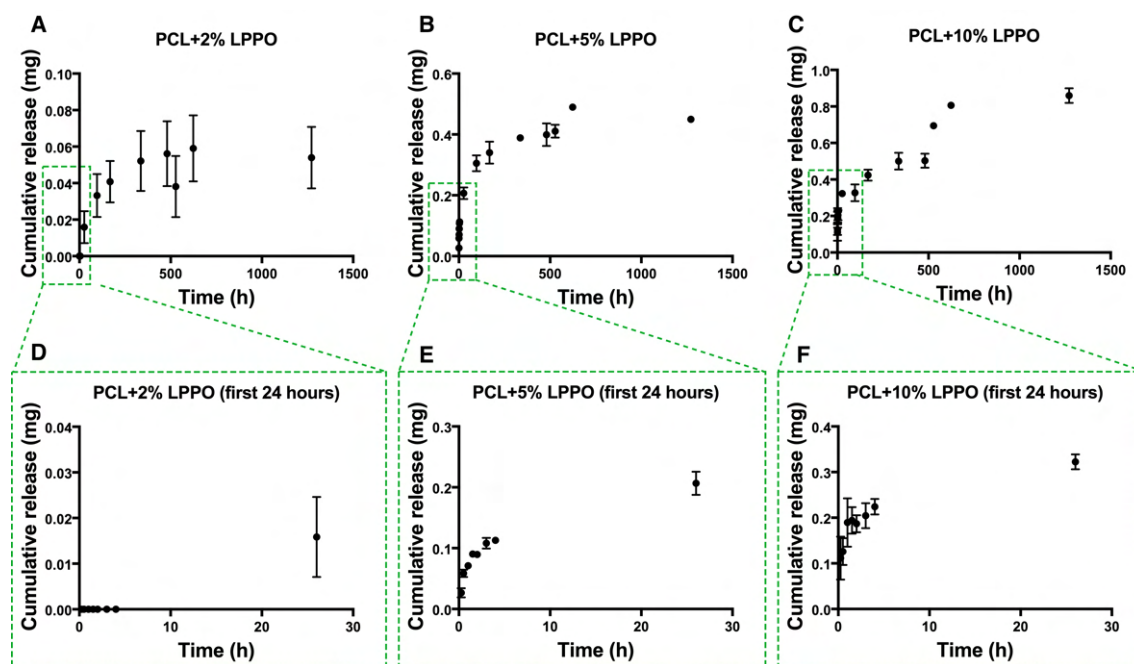 A
PCL+2% LPPO
Cumulative release (mg)
0.10
0.08
0.06
0.04
0.02
0.00
0 500 1000 1500
Time (h)
B
PCL+5% LPPO
Cumulative release (mg)
0.6
0.4
0.2
0.0
0 500 1000 1500
Time (h)
C
PCL+10% LPPO
Cumulative release (mg)
1.0
0.8
0.6
0.4
0.2
0.0
0 500 1000 1500
Time (h)
D
PCL+2% LPPO (first 24 hours)
Cumulative release (mg)
0.04
0.03
0.02
0.01
0.00
0 10 20 30
Time (h)
E
PCL+5% LPPO (first 24 hours)
Cumulative release (mg)
0.3
0.2
0.1
0.0
0 10 20 30
Time (h)
F
PCL+10% LPPO (first 24 hours)
Cumulative release (mg)
0.4
0.3
0.2
0.1
0.0
0 10 20 30
Time (h)